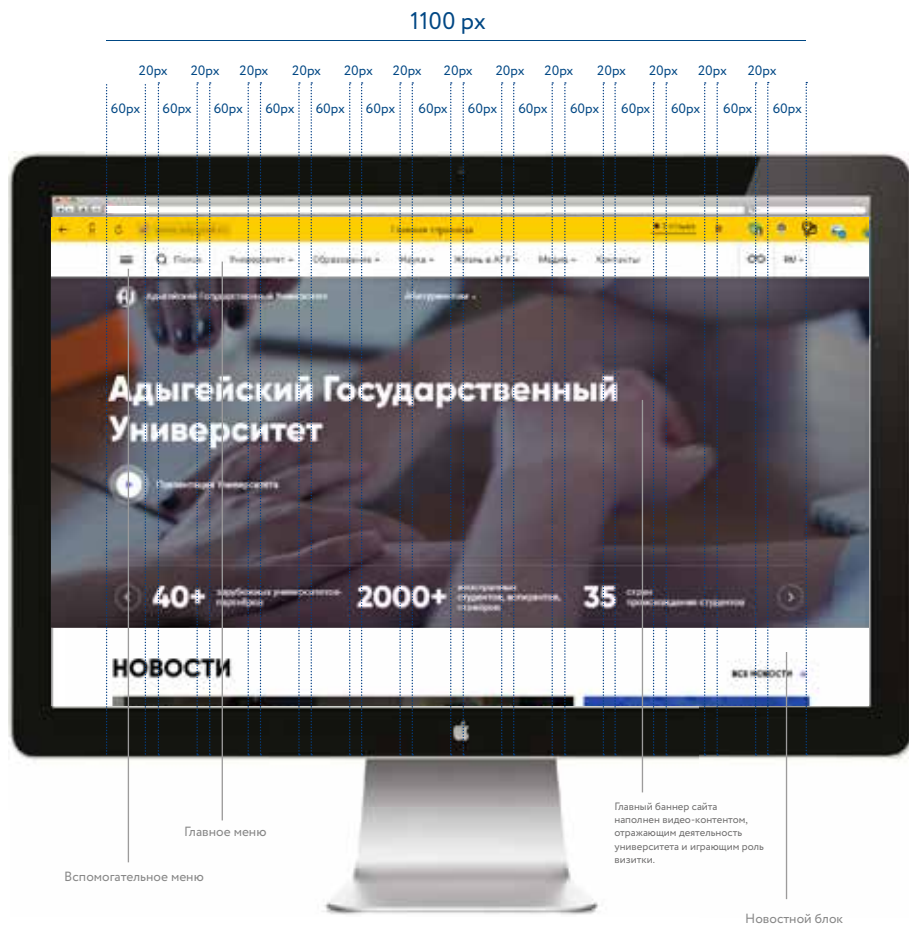 1100 px
20px 20px 20px 20px 20px 20px 20px 20px 20px 20px 20px 20px 20px
60px 60px 60px 60px 60px 60px 60px 60px 60px 60px 60px 60px 60px 60px
Главная страница
Поиск Университет Образование Наука Жизнь в АГУ Медиа Контакты RU
Адыгейский Государственный Университет Абитуриентам
Адыгейский Государственный
Университет
Презентация Университета
40+ зарубежных университетов-
партнёров
2000+ иностранных
студентов, аспирантов,
стажёров
35 стран
происхождения студентов
НОВОСТИ
ВСЕ НОВОСТИ
Главный баннер сайта
наполнен видео-контентом,
отражающим деятельность
университета и играющим роль
визитки.
Главное меню
Вспомогательное меню
Новостной блок